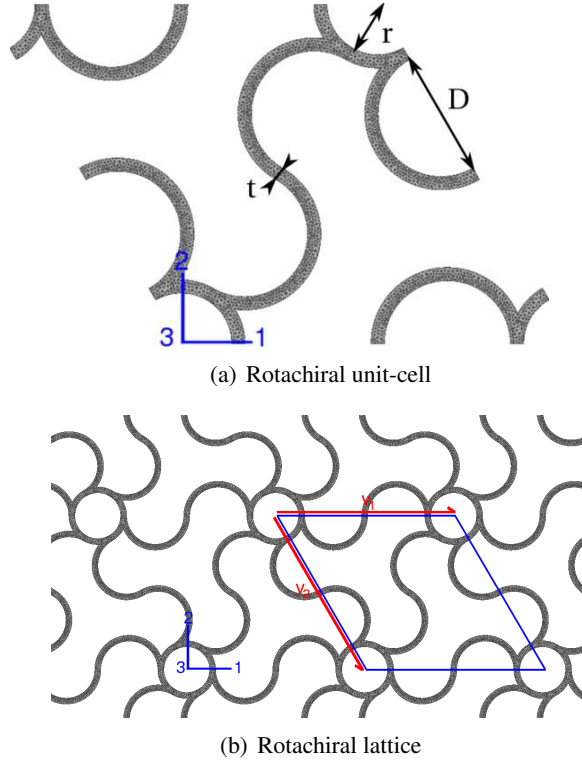 r
D
t
2
3
1
(a) Rotachiral unit-cell
v₁
v₂
2
3
1
(b) Rotachiral lattice